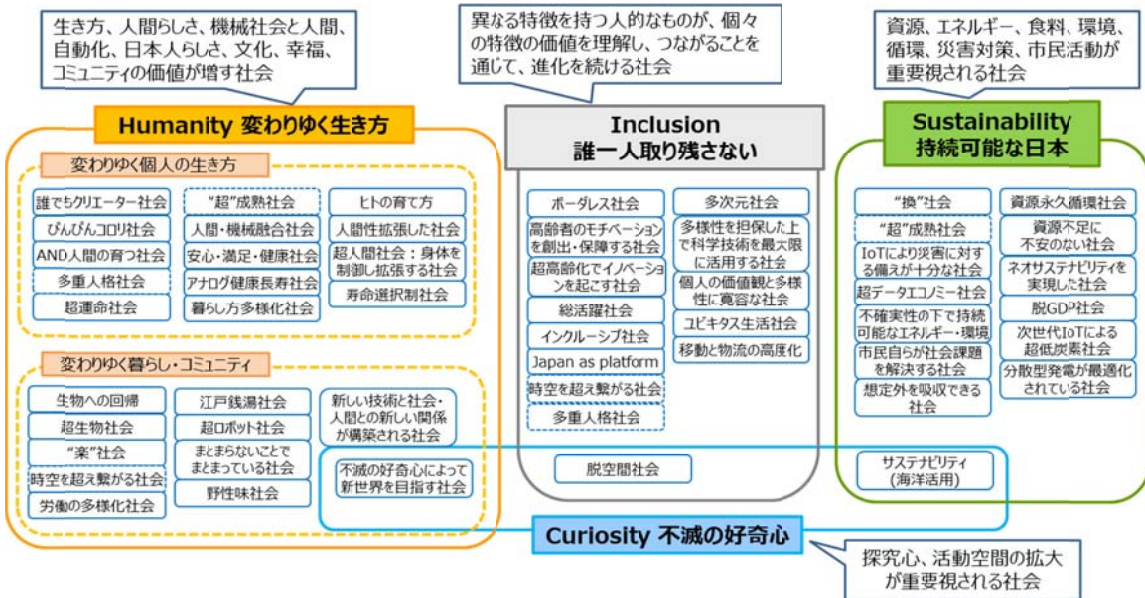 生き方、人間らしさ、機械社会と人間、
自動化、日本人らしさ、文化、幸福、
コミュニティの価値が増す社会
異なる特徴を持つ人的なものが、個々
の特徴の価値を理解し、つながることを
通じて、進化を続ける社会
資源、エネルギー、食料、環境、
循環、災害対策、市民活動が
重要視される社会
Humanity 変わりゆく生き方
変わりゆく個人の生き方
誰でもクリエーター社会
ぴんぴんコロリ社会
AND人間の育つ社会
多重人格社会
超運命社会
“超”成熟社会
人間・機械融合社会
安心・満足・健康社会
アナログ健康長寿社会
暮らし方多様化社会
ヒトの育て方
人間性拡張した社会
超人間社会：身体を
制御し拡張する社会
寿命選択制社会
変わりゆく暮らし・コミュニティ
生物への回帰
超生物社会
“楽”社会
時空を超え繋がる社会
労働の多様化社会
江戸銭湯社会
超ロボット社会
まとまらないことで
まとまっている社会
野性味社会
新しい技術と社会・
人間との新しい関係
が構築される社会
不滅の好奇心によって
新世界を目指す社会
Inclusion
誰一人取り残さない
ボーダレス社会
高齢者のモチベーション
を創出・保障する社会
超高齢化でイノベーショ
ンを起こす社会
総活躍社会
インクルーシブ社会
Japan as platform
時空を超え繋がる社会
多重人格社会
多次元社会
多様性を担保した上
で科学技術を最大限
に活用する社会
個人の価値観と多様
性に寛容な社会
ユビキタス生活社会
移動と物流の高度化
脱空間社会
Sustainability
持続可能な日本
“換”社会
“超”成熟社会
IoTにより災害に対す
る備えが十分な社会
超データエコノミー社会
不確実性の下で持続
可能なエネルギー・環境
市民自らが社会課題
を解決する社会
想定外を吸収できる
社会
資源永久循環社会
資源不足に
不安のない社会
ネオサステナビリティを
実現した社会
脱GDP社会
次世代IoTによる
超低炭素社会
分散型発電が最適化
されている社会
サステナビリティ
(海洋活用)
Curiosity 不滅の好奇心
探究心、活動空間の拡大
が重要視される社会